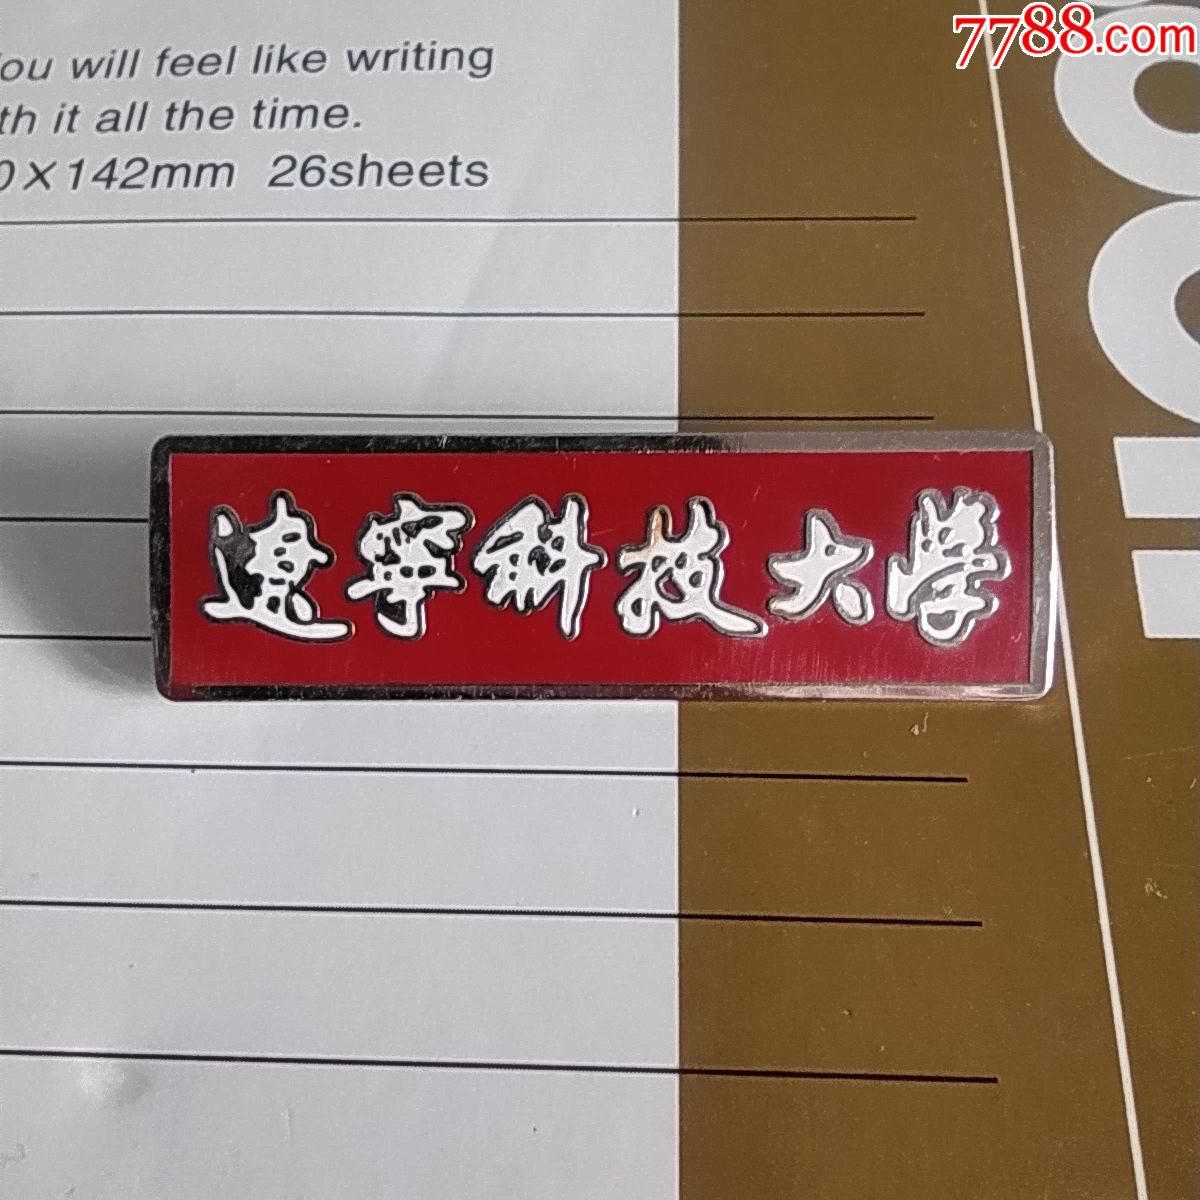 7788.com
You will feel like writing
th it all the time.
0×142mm 26sheets
遼寧科技大學